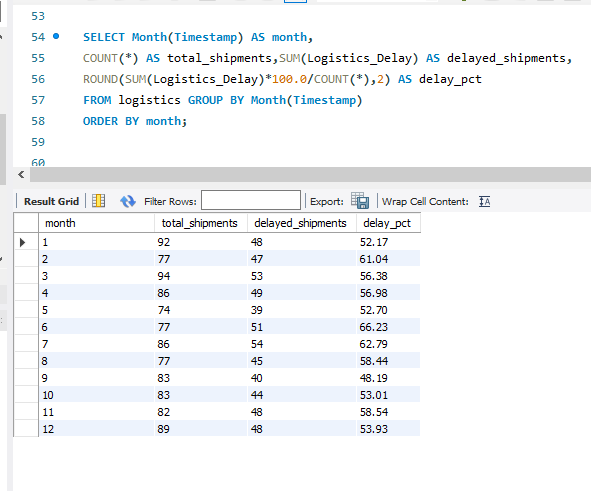 53
54 SELECT Month(Timestamp) AS month,
55 COUNT(*) AS total_shipments,SUM(Logistics_Delay) AS delayed_shipments,
56 ROUND(SUM(Logistics_Delay)*100.0/COUNT(*),2) AS delay_pct
57 FROM logistics GROUP BY Month(Timestamp)
58 ORDER BY month;
59
60
Result Grid Filter Rows: Export: Wrap Cell Content: IA
month total_shipments delayed_shipments delay_pct
1 92 48 52.17
2 77 47 61.04
3 94 53 56.38
4 86 49 56.98
5 74 39 52.70
6 77 51 66.23
7 86 54 62.79
8 77 45 58.44
9 83 40 48.19
10 83 44 53.01
11 82 48 58.54
12 89 48 53.93